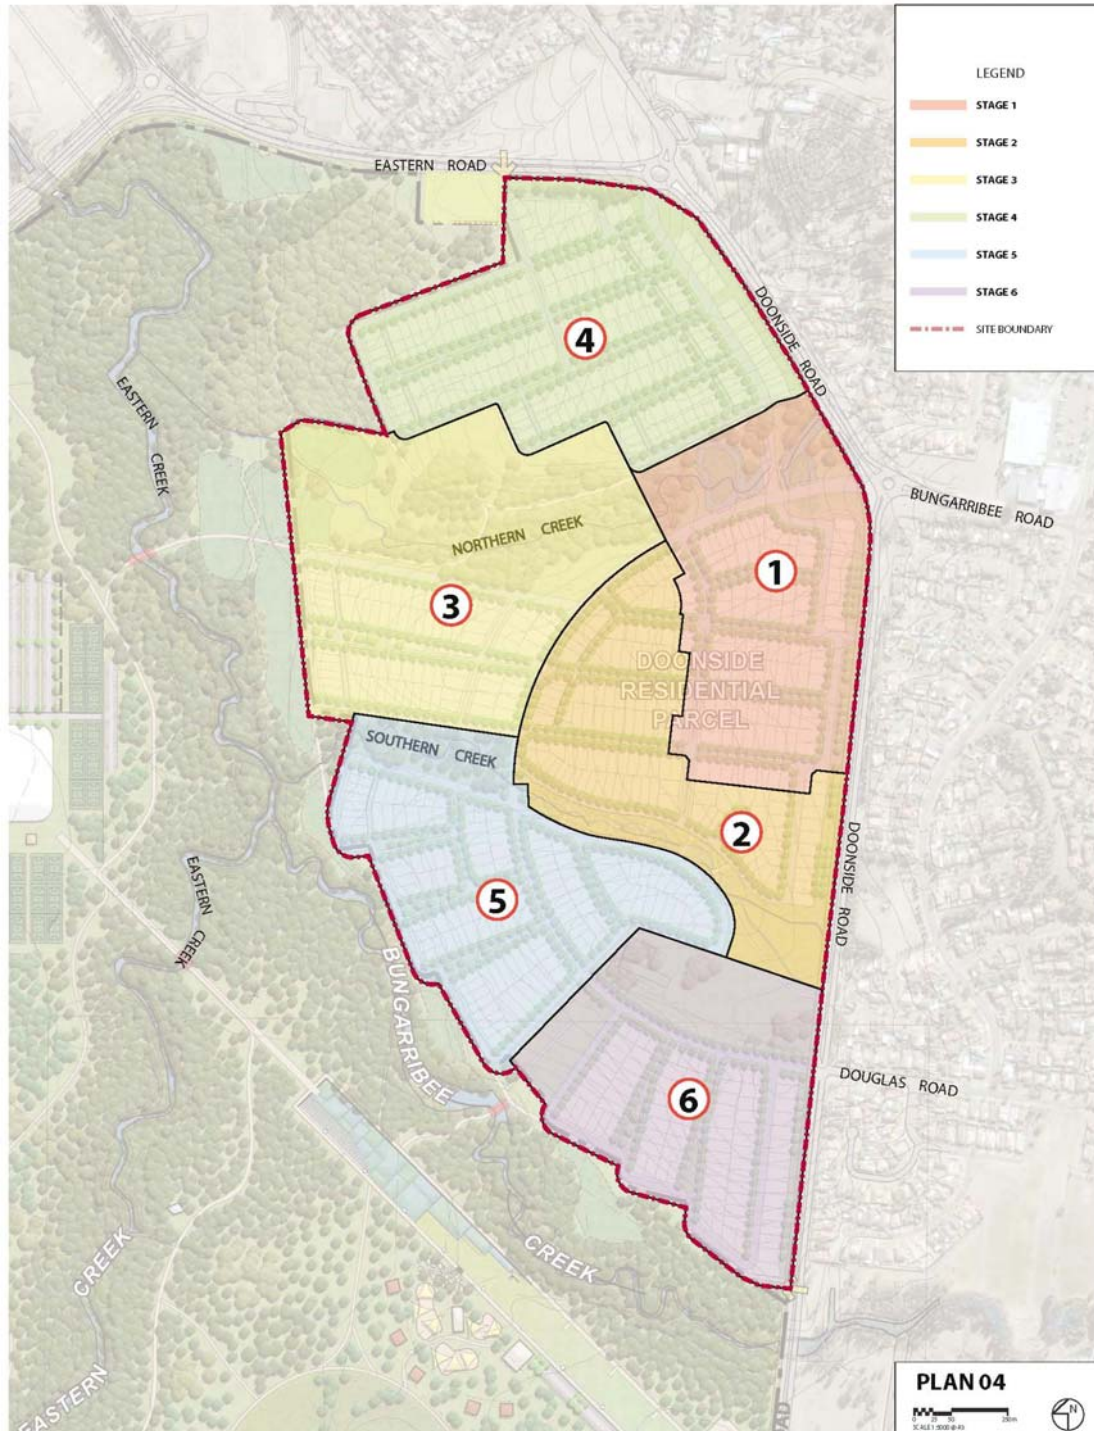 LEGEND
STAGE 1
STAGE 2
STAGE 3
STAGE 4
STAGE 5
STAGE 6
SITE BOUNDARY
EASTERN ROAD
DOONSIDE ROAD
BUNGARRIBEE ROAD
EASTERN CREEK
4
NORTHERN CREEK
1
3
DOONSIDE
RESIDENTIAL
PARCEL
SOUTHERN CREEK
2
DOONSIDE ROAD
EASTERN CREEK
5
BUNGARRIBEE CREEK
6
DOUGLAS ROAD
EASTERN CREEK
PLAN 04
N